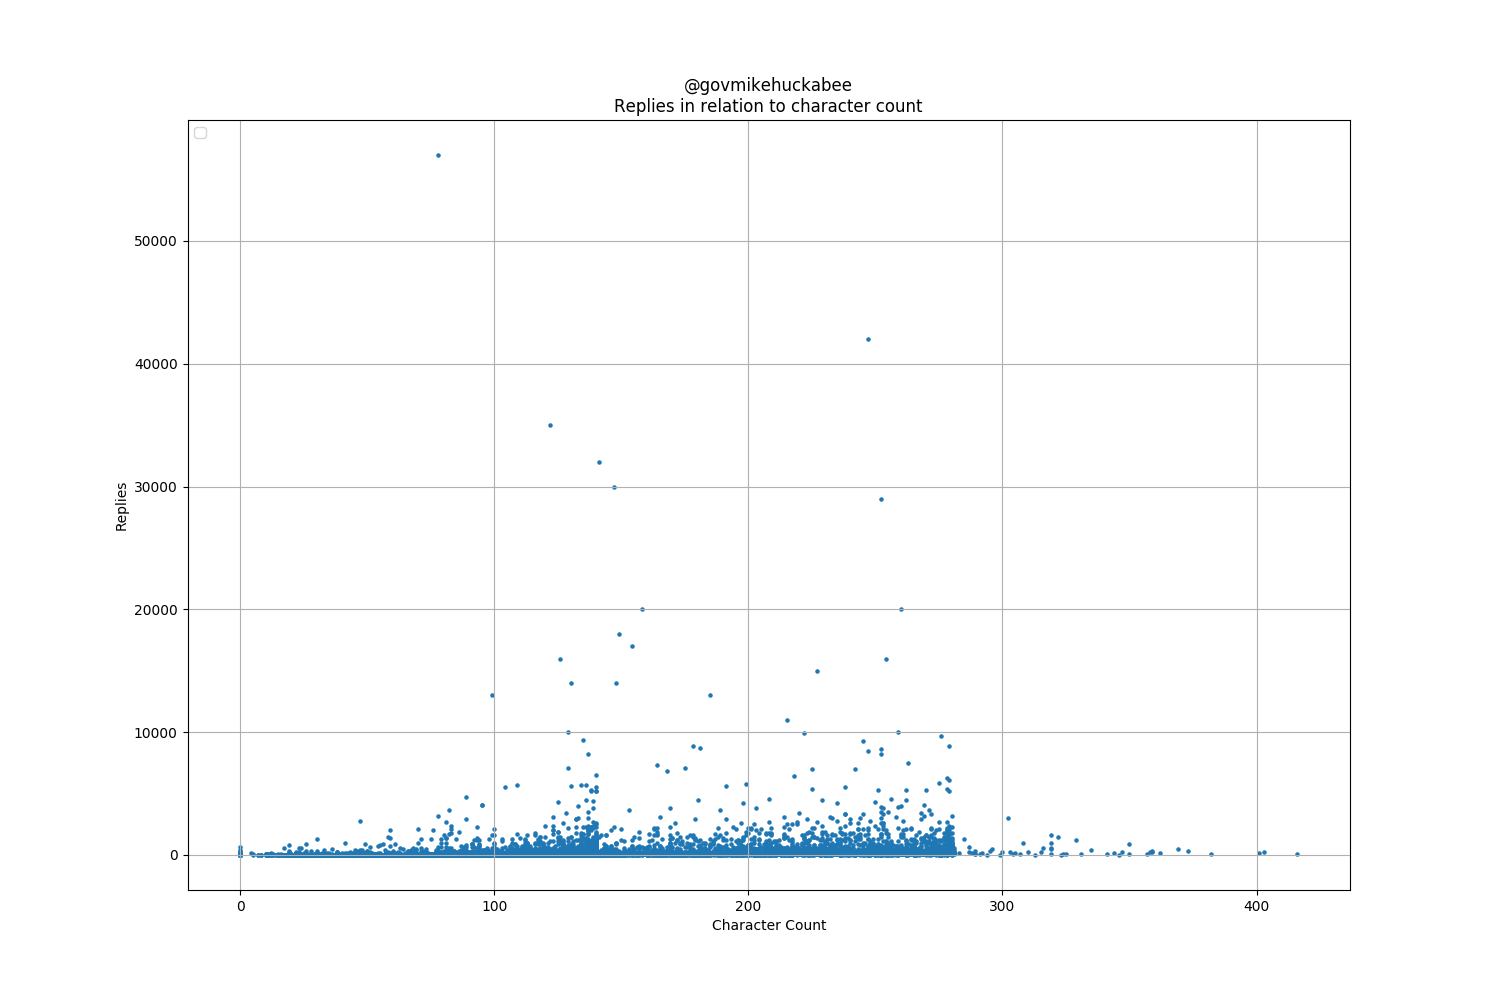 @govmikehuckabee
Replies in relation to character count
50000
40000
30000
20000
10000
0
Replies
0 100 200 300 400
Character Count